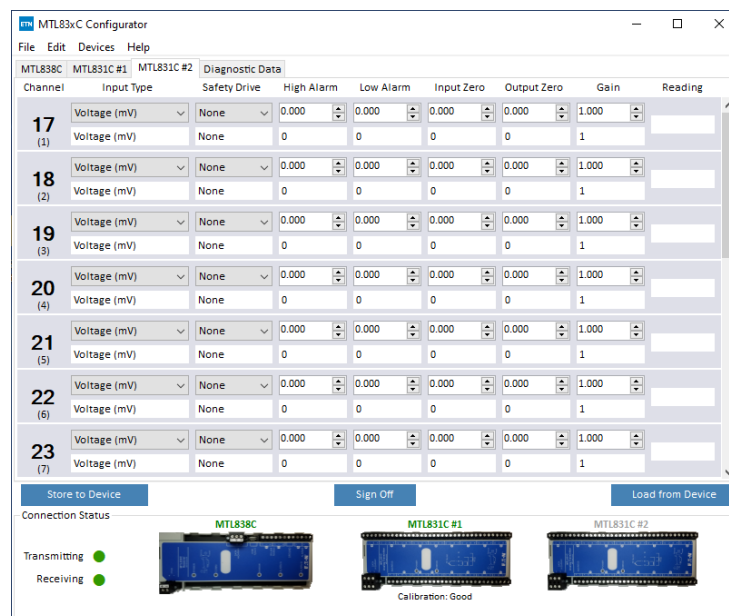 ETN MTL83xC Configurator
File Edit Devices Help
MTL838C MTL831C #1 MTL831C #2 Diagnostic Data
Channel Input Type Safety Drive High Alarm Low Alarm Input Zero Output Zero Gain Reading
17 (1) Voltage (mV) None 0.000 0.000 0.000 0.000 1.000
Voltage (mV) None 0 0 0 0 1
18 (2) Voltage (mV) None 0.000 0.000 0.000 0.000 1.000
Voltage (mV) None 0 0 0 0 1
19 (3) Voltage (mV) None 0.000 0.000 0.000 0.000 1.000
Voltage (mV) None 0 0 0 0 1
20 (4) Voltage (mV) None 0.000 0.000 0.000 0.000 1.000
Voltage (mV) None 0 0 0 0 1
21 (5) Voltage (mV) None 0.000 0.000 0.000 0.000 1.000
Voltage (mV) None 0 0 0 0 1
22 (6) Voltage (mV) None 0.000 0.000 0.000 0.000 1.000
Voltage (mV) None 0 0 0 0 1
23 (7) Voltage (mV) None 0.000 0.000 0.000 0.000 1.000
Voltage (mV) None 0 0 0 0 1
Store to Device Sign Off Load from Device
Connection Status
MTL838C MTL831C #1 MTL831C #2
Transmitting
Receiving
Calibration: Good